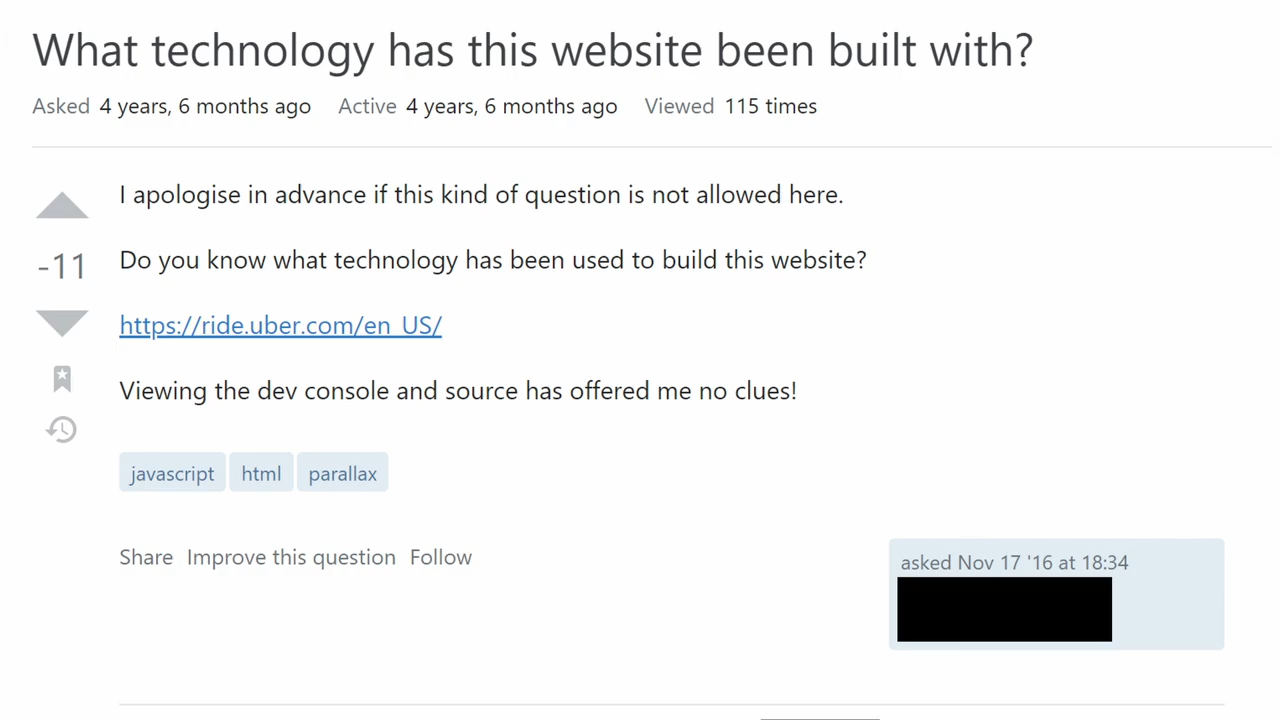 What technology has this website been built with?
Asked 4 years, 6 months ago Active 4 years, 6 months ago Viewed 115 times
I apologise in advance if this kind of question is not allowed here.
-11
Do you know what technology has been used to build this website?
https://ride.uber.com/en_US/
Viewing the dev console and source has offered me no clues!
javascript html parallax
Share Improve this question Follow
asked Nov 17 '16 at 18:34